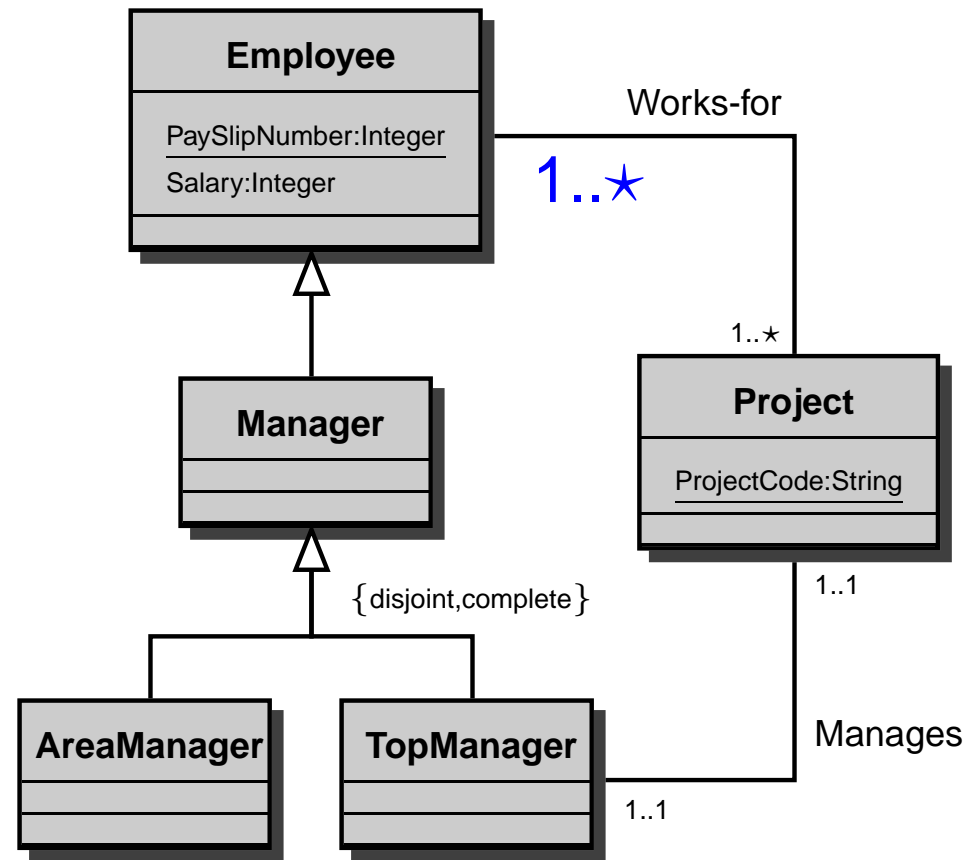 Employee
PaySlipNumber:Integer
Salary:Integer
Works-for
1..⋆
1..⋆
Manager
Project
ProjectCode:String
{disjoint,complete}
1..1
AreaManager
TopManager
Manages
1..1